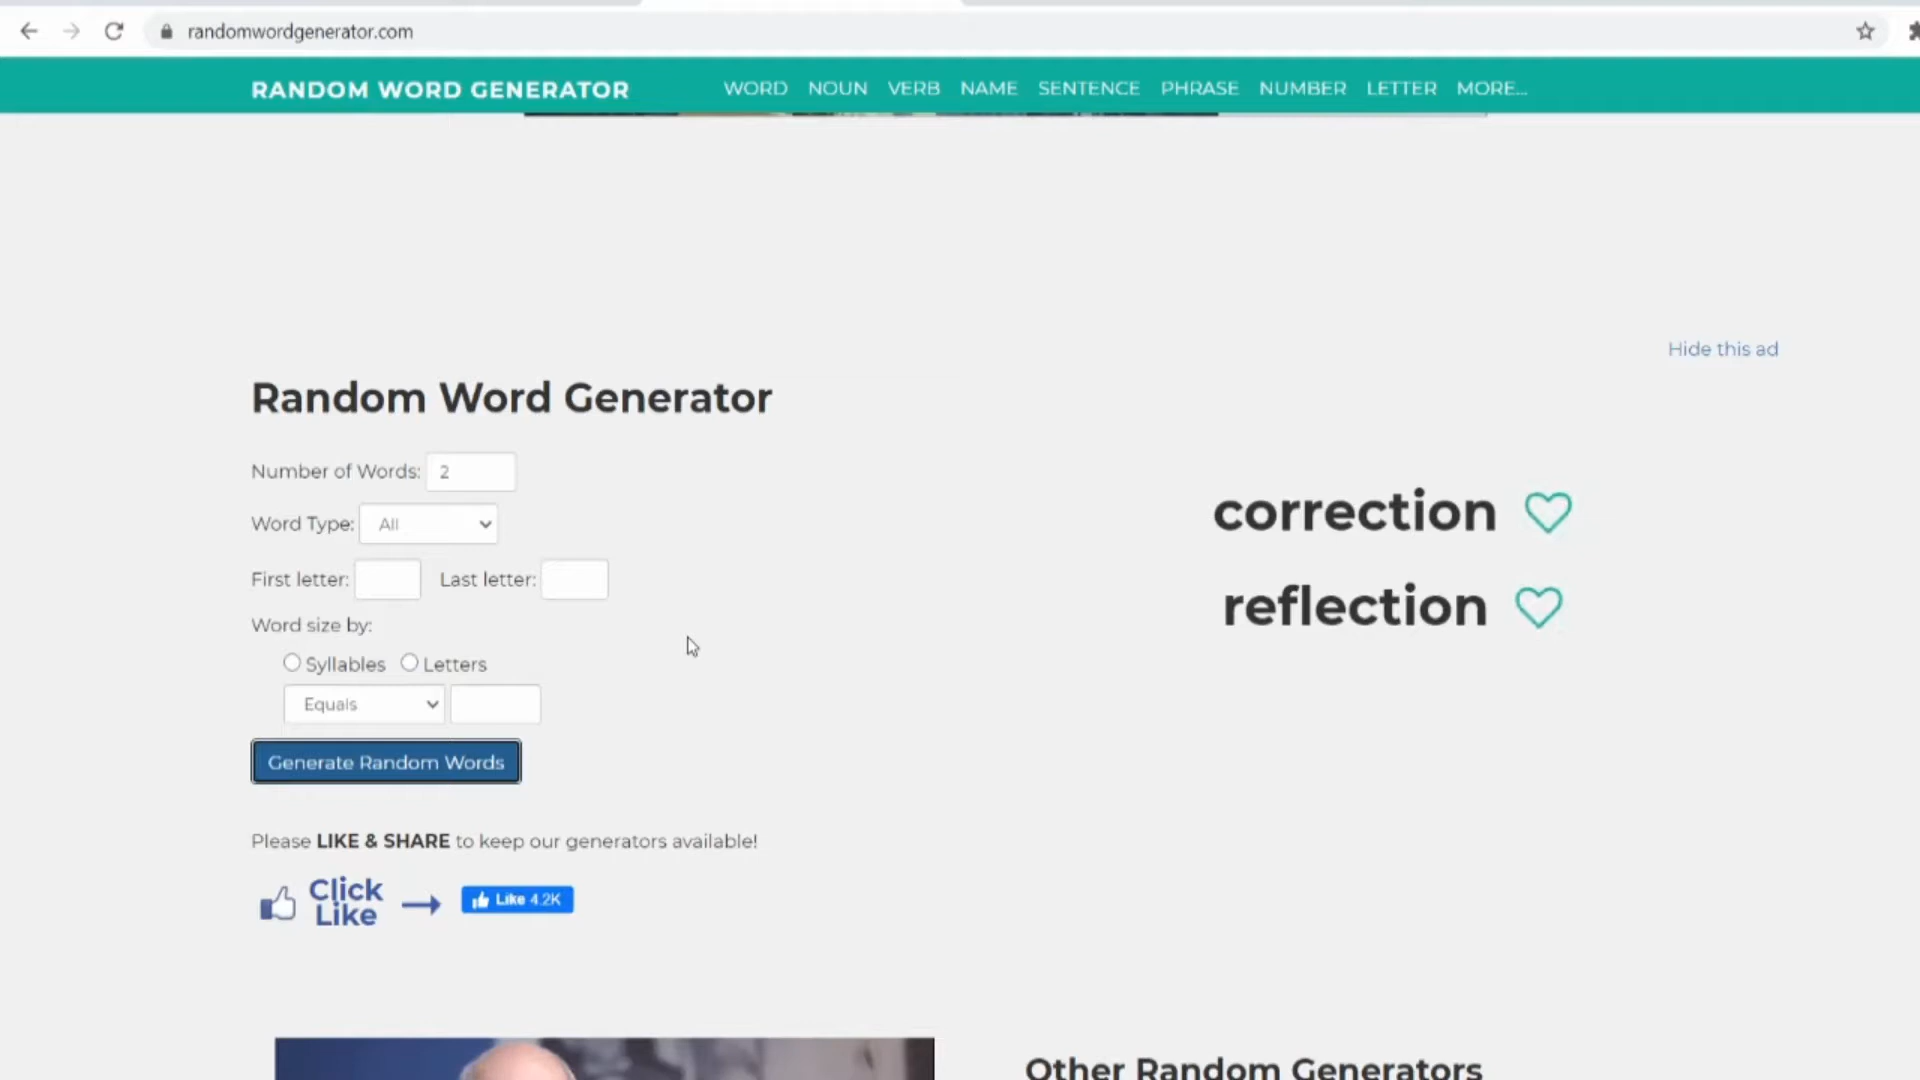 randomwordgenerator.com
RANDOM WORD GENERATOR WORD NOUN VERB NAME SENTENCE PHRASE NUMBER LETTER MORE...
Hide this ad
Random Word Generator
Number of Words: 2
Word Type: All
First letter: Last letter:
Word size by:
Syllables Letters
Equals
Generate Random Words
correction
reflection
Please LIKE & SHARE to keep our generators available!
Click
Like
Like 4.2K
Other Random Generators